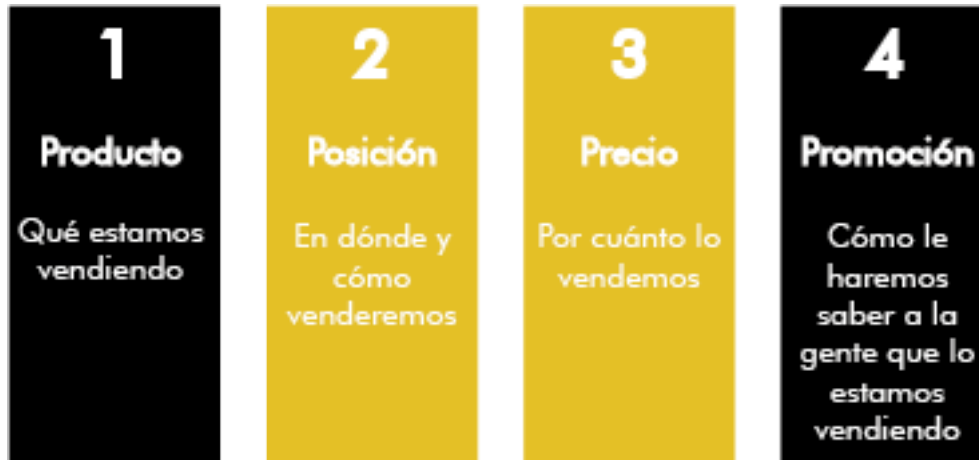 1
Producto
Qué estamos
vendiendo
2
Posición
En dónde y
cómo
venderemos
3
Precio
Por cuánto lo
vendemos
4
Promoción
Cómo le
haremos
saber a la
gente que lo
estamos
vendiendo